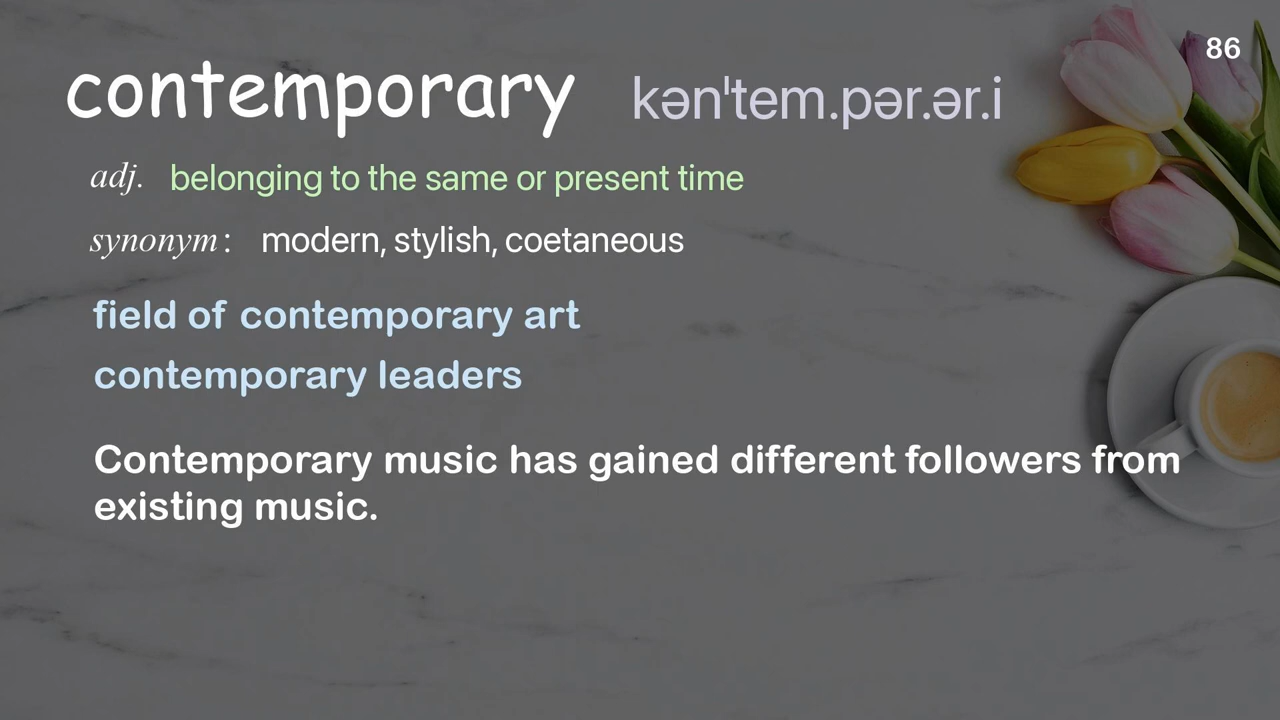 86
contemporary kən'tem.pər.ər.i
adj. belonging to the same or present time
synonym: modern, stylish, coetaneous
field of contemporary art
contemporary leaders
Contemporary music has gained different followers from
existing music.